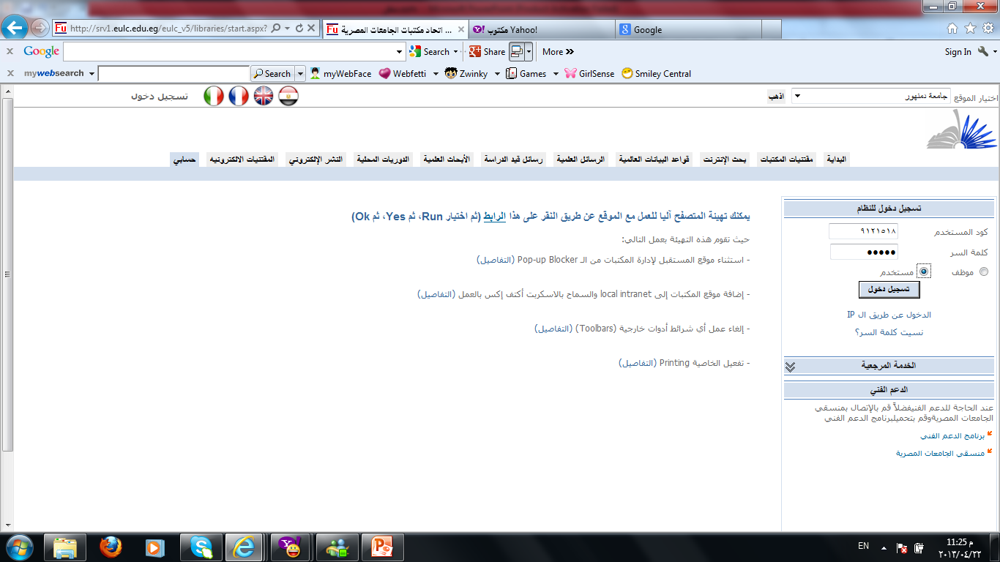 http://srv1.eulc.edu.eg/eulc_v5/libraries/start.aspx?
Fu اتحاد مكتبات الجامعات المصرية ...
Y! مكتوب Yahoo!
Google
x Google Search Share More »
Sign In
x mywebsearch Search myWebFace Webfetti Zwinky Games GirlSense Smiley Central
اختيار الموقع جامعة دمنهور اذهب
تسجيل دخول
البداية مقتنيات المكتبات بحث الإنترنت قواعد البيانات العالمية الرسائل العلمية رسائل قيد الدراسة الأبحاث العلمية الدوريات المحلية النشر الإلكتروني المقتنيات الالكترونيه حسابي
تسجيل دخول للنظام
كود المستخدم ٩١٢١٥١٨
كلمة السر ●●●●●
موظف مستخدم
تسجيل دخول
الدخول عن طريق ال IP
نسيت كلمة السر؟
الخدمة المرجعية
الدعم الفني
عند الحاجة للدعم الفنيفضلاً قم بالإتصال بمنسقي
الجامعات المصريةوقم بتحميلبرنامج الدعم الفني
برنامج الدعم الفني
منسقي الجامعات المصرية
يمكنك تهيئة المتصفح آليا للعمل مع الموقع عن طريق النقر على هذا الرابط (ثم اختيار Run، ثم Yes، ثم Ok)
حيث تقوم هذه التهيئة بعمل التالي:
- استثناء موقع المستقبل لإدارة المكتبات من الـ Pop-up Blocker (التفاصيل)
- إضافة موقع المكتبات إلى local intranet والسماح بالاسكربت أكتف إكس بالعمل (التفاصيل)
- إلغاء عمل أي شرائط أدوات خارجية (Toolbars) (التفاصيل)
- تفعيل الخاصية Printing (التفاصيل)
EN
11:25 م
٢٠١٣/٠٤/٢٢